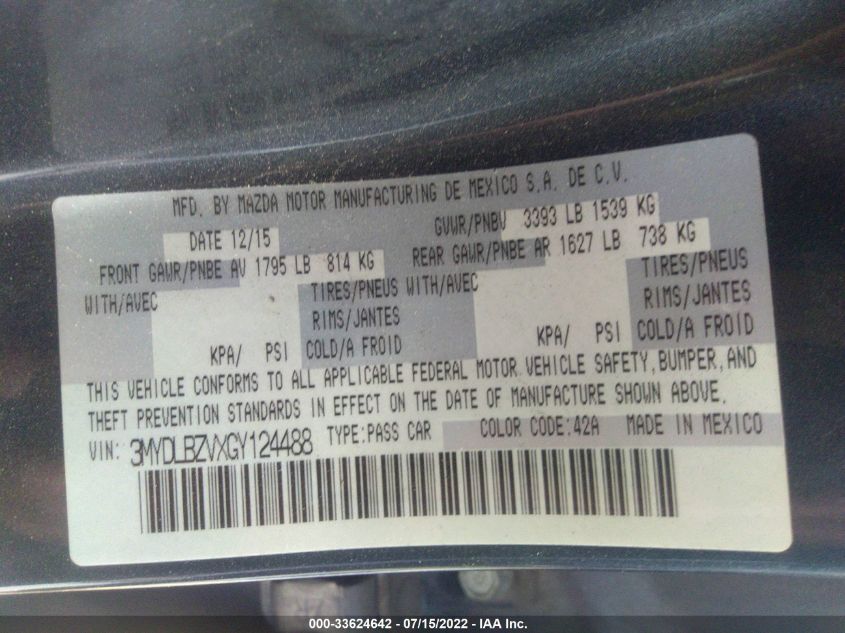 MFD. BY MAZDA MOTOR MANUFACTURING DE MEXICO S.A. DE C.V.
DATE 12/15 GVWR/PNBV 3393 LB 1539 KG
FRONT GAWR/PNBE AV 1795 LB 814 KG REAR GAWR/PNBE AR 1627 LB 738 KG
WITH/AVEC TIRES/PNEUS WITH/AVEC TIRES/PNEUS
RIMS/JANTES RIMS/JANTES
KPA/ PSI COLD/A FROID KPA/ PSI COLD/A FROID
THIS VEHICLE CONFORMS TO ALL APPLICABLE FEDERAL MOTOR VEHICLE SAFETY, BUMPER, AND
THEFT PREVENTION STANDARDS IN EFFECT ON THE DATE OF MANUFACTURE SHOWN ABOVE.
VIN: 3MYDLBZVXGY124488 TYPE:PASS CAR COLOR CODE:42A MADE IN MEXICO
000-33624642 - 07/15/2022 - IAA Inc.